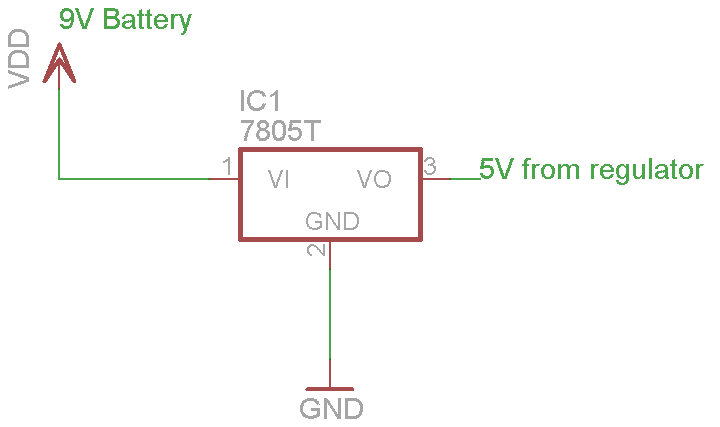 9V Battery
VDD
IC1
7805T
1
VI
VO
3
5V from regulator
GND
2
GND